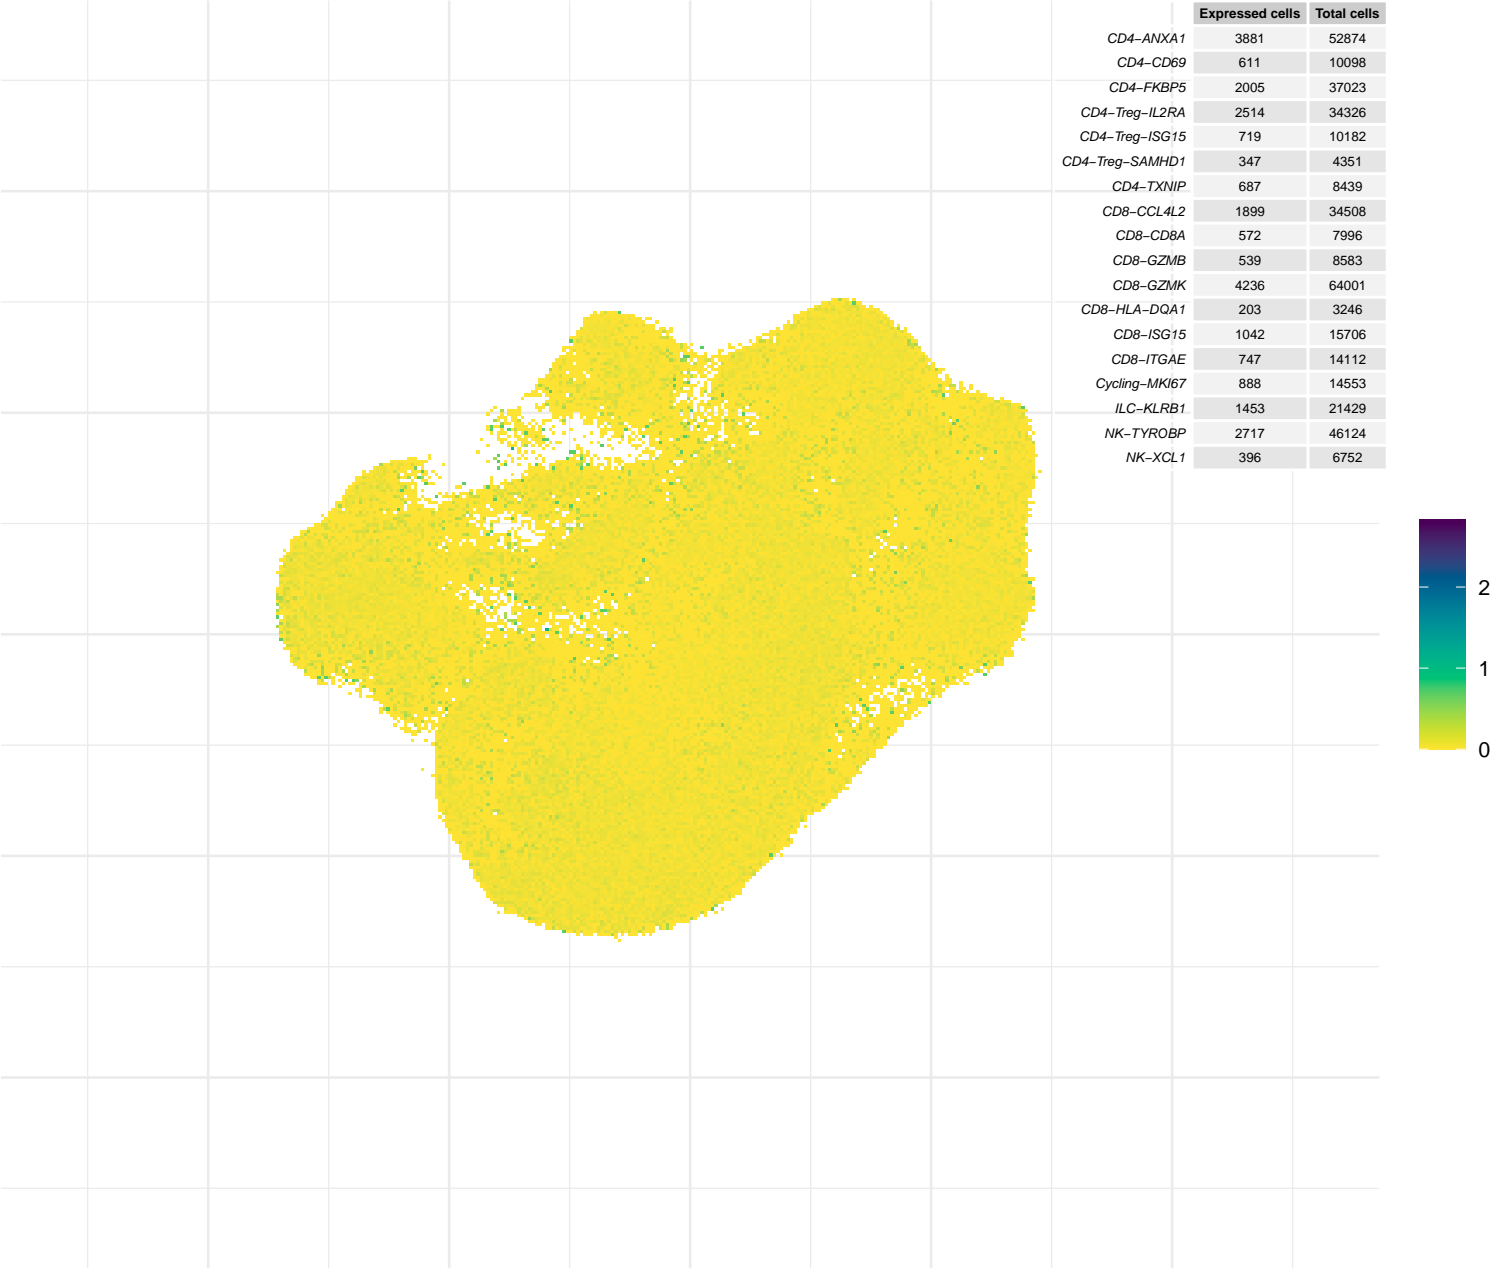 Expressed cells Total cells
CD4−ANXA1 3881 52874
CD4−CD69 611 10098
CD4−FKBP5 2005 37023
CD4−Treg−IL2RA 2514 34326
CD4−Treg−ISG15 719 10182
CD4−Treg−SAMHD1 347 4351
CD4−TXNIP 687 8439
CD8−CCL4L2 1899 34508
CD8−CD8A 572 7996
CD8−GZMB 539 8583
CD8−GZMK 4236 64001
CD8−HLA−DQA1 203 3246
CD8−ISG15 1042 15706
CD8−ITGAE 747 14112
Cycling−MKI67 888 14553
ILC−KLRB1 1453 21429
NK−TYROBP 2717 46124
NK−XCL1 396 6752
2
1
0